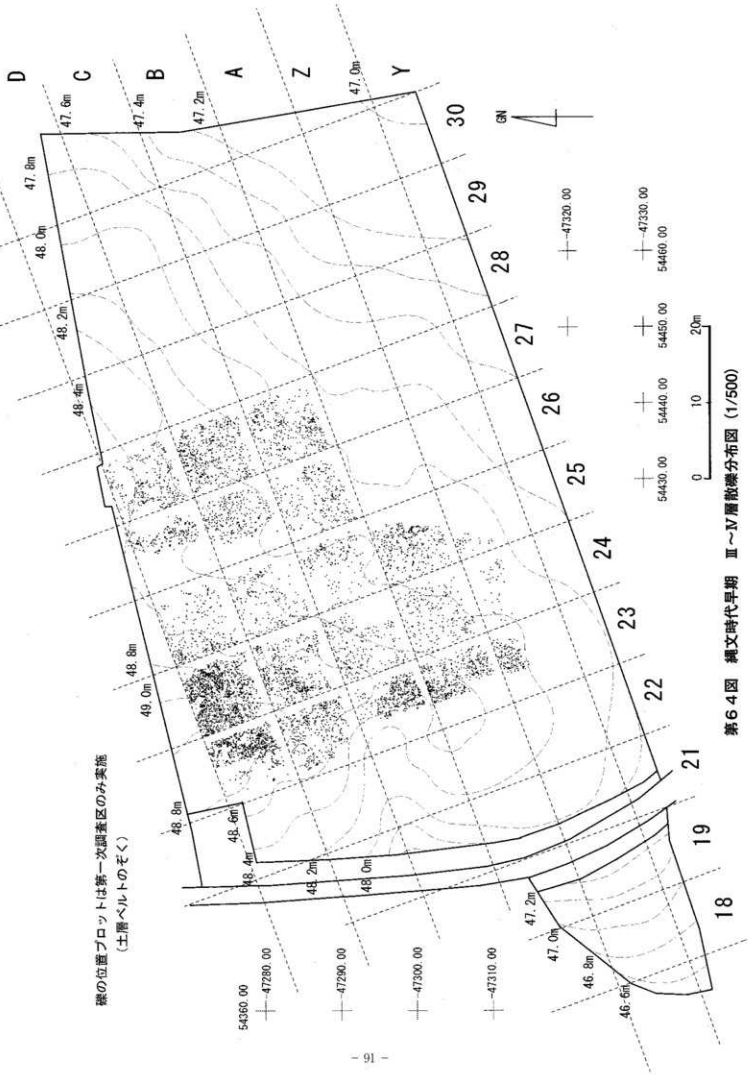 D
C
B
A
Z
Y
47.6m
47.4m
47.2m
47.0m
47.8m
48.0m
48.2m
48.4m
48.8m
49.0m
48.8m
48.6m
48.4m
48.2m
48.0m
47.2m
47.0m
46.8m
46.6m
30
29
28
27
26
25
24
23
22
21
19
18
GN
礫の位置プロットは第一次調査区のみ実施
(土層ベルトのぞく)
54360.00
-47280.00
-47290.00
-47300.00
-47310.00
-47320.00
-47330.00
54430.00
54440.00
54450.00
54460.00
0
10
20m
第64図 縄文時代早期 Ⅲ～Ⅳ層散礫分布図 (1/500)
- 91 -